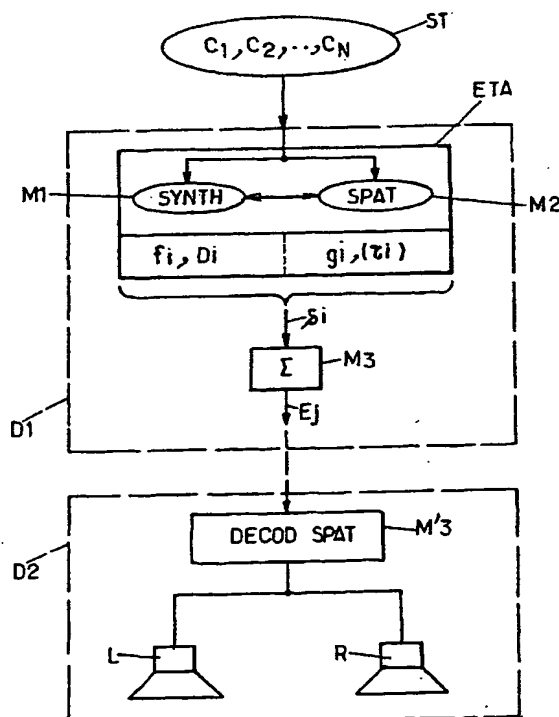 ST
C1, C2, .., CN
ETA
M1
SYNTH
SPAT
M2
fi, Di
gi, (τi)
si
Σ
M3
Ej
D1
DECOD SPAT
M'3
D2
L
R